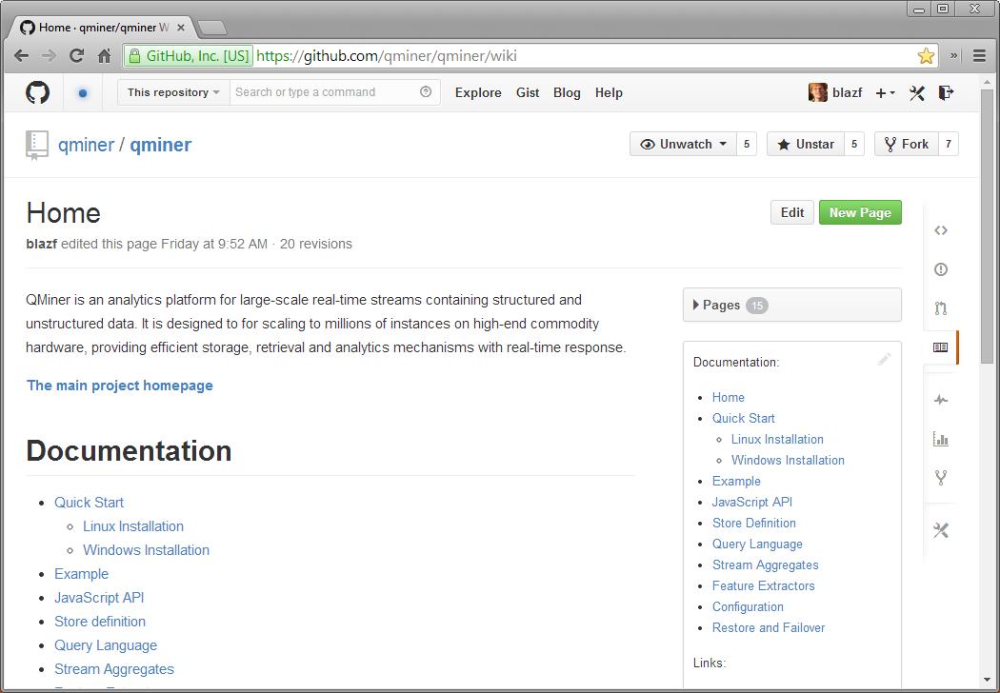 Home · qminer/qminer W
GitHub, Inc. [US] https://github.com/qminer/qminer/wiki
This repository Search or type a command Explore Gist Blog Help blazf
qminer / qminer Unwatch 5 Unstar 5 Fork 7
Home Edit New Page
blazf edited this page Friday at 9:52 AM · 20 revisions
QMiner is an analytics platform for large-scale real-time streams containing structured and
unstructured data. It is designed to for scaling to millions of instances on high-end commodity
hardware, providing efficient storage, retrieval and analytics mechanisms with real-time response.
The main project homepage
Documentation
Quick Start
Linux Installation
Windows Installation
Example
JavaScript API
Store definition
Query Language
Stream Aggregates
Pages 15
Documentation:
Home
Quick Start
Linux Installation
Windows Installation
Example
JavaScript API
Store Definition
Query Language
Stream Aggregates
Feature Extractors
Configuration
Restore and Failover
Links: